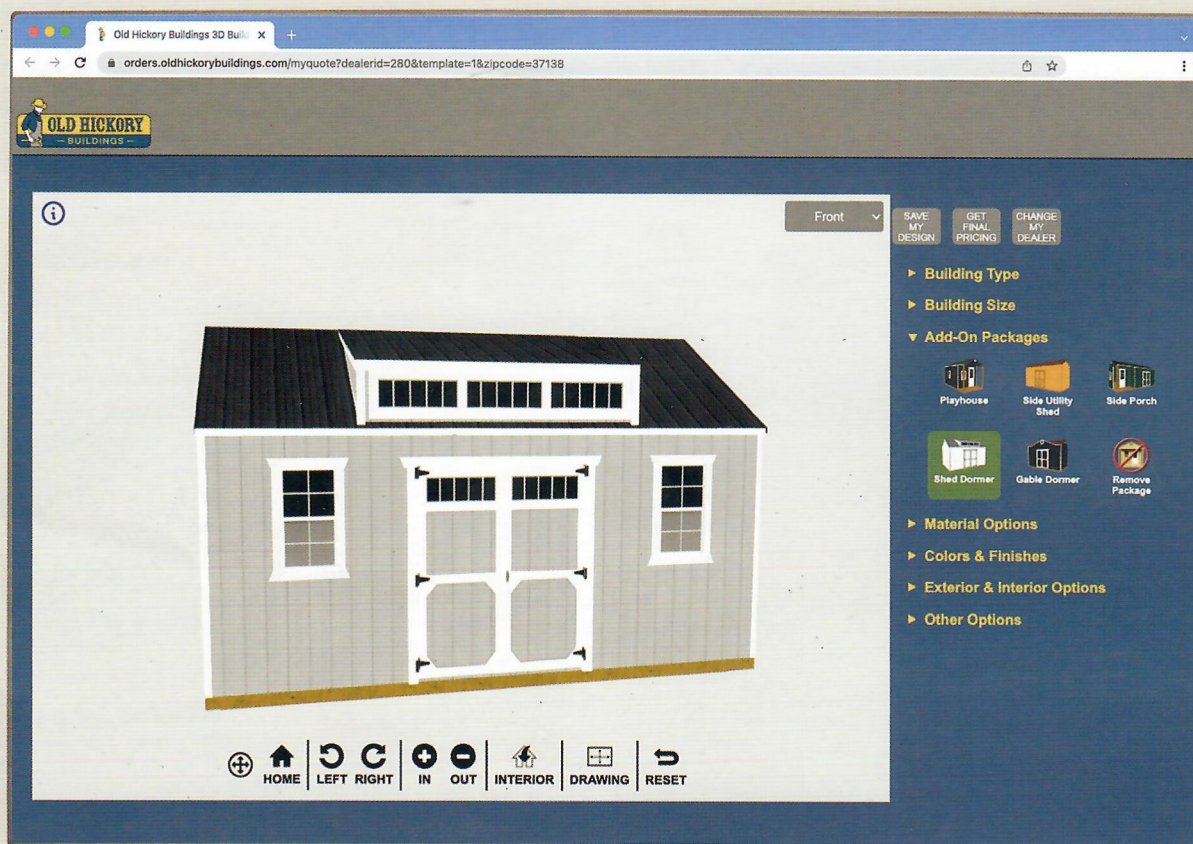 Old Hickory Buildings 3D Buil
orders.oldhickorybuildings.com/myquote?dealerid=280&template=1&zipcode=37138
OLD HICKORY
BUILDINGS
Front
SAVE
MY
DESIGN
GET
FINAL
PRICING
CHANGE
MY
DEALER
Building Type
Building Size
Add-On Packages
Playhouse
Side Utility
Shed
Side Porch
Shed Dormer
Gable Dormer
Remove
Package
Material Options
Colors & Finishes
Exterior & Interior Options
Other Options
HOME
LEFT
RIGHT
IN
OUT
INTERIOR
DRAWING
RESET